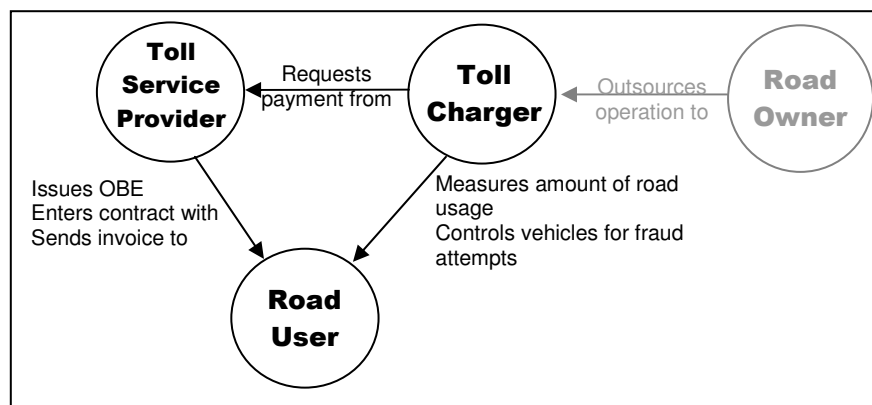 Toll
Service
Provider
Requests
payment from
Toll
Charger
Outsources
operation to
Road
Owner
Issues OBE
Enters contract with
Sends invoice to
Measures amount of road
usage
Controls vehicles for fraud
attempts
Road
User